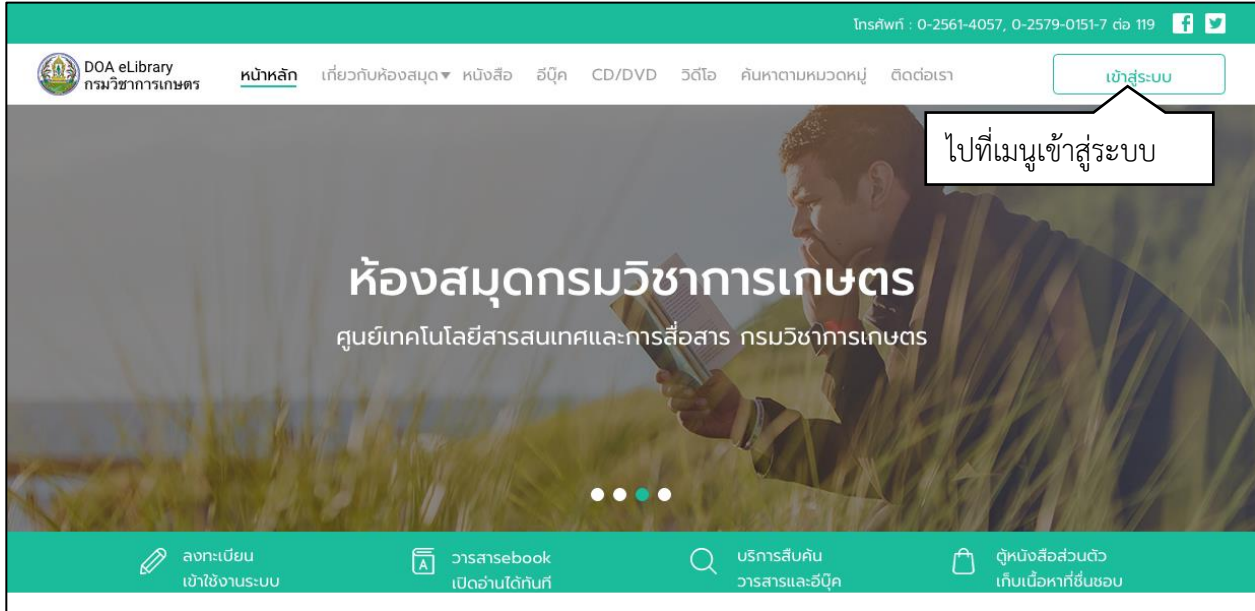 โทรศัพท์ : 0-2561-4057, 0-2579-0151-7 ต่อ 119
DOA eLibrary
กรมวิชาการเกษตร
หน้าหลัก เกี่ยวกับห้องสมุด หนังสือ อีบุ๊ค CD/DVD วิดีโอ ค้นหาตามหมวดหมู่ ติดต่อเรา เข้าสู่ระบบ
ไปที่เมนูเข้าสู่ระบบ
ห้องสมุดกรมวิชาการเกษตร
ศูนย์เทคโนโลยีสารสนเทศและการสื่อสาร กรมวิชาการเกษตร
ลงทะเบียน
เข้าใช้งานระบบ
วารสารebook
เปิดอ่านได้ทันที
บริการสืบค้น
วารสารและอีบุ๊ค
ตู้หนังสือส่วนตัว
เก็บเนื้อหาที่ชื่นชอบ